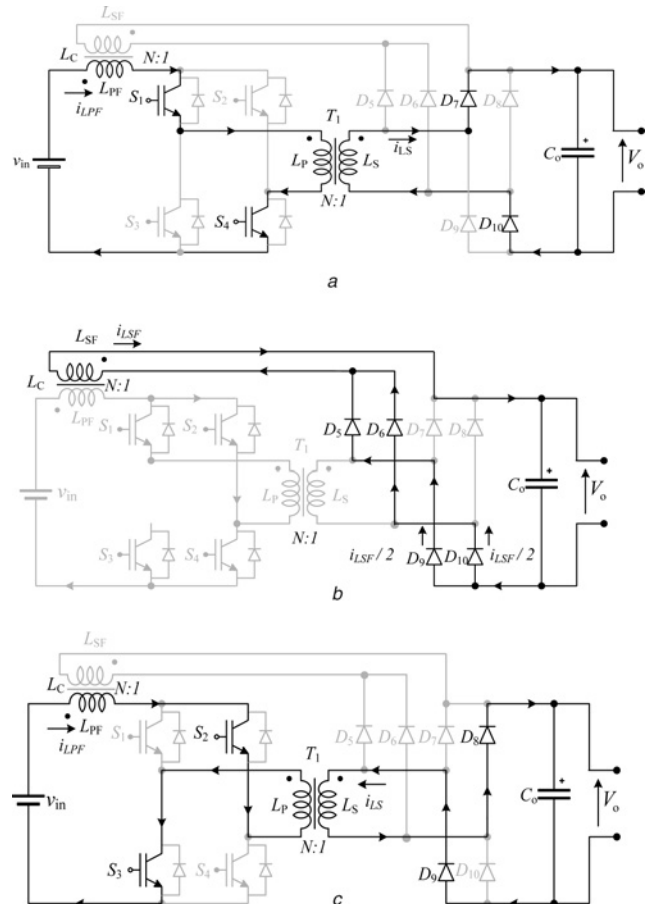 L_SF
L_C
N:1
L_PF
i_LPF
S_1
S_2
D_5
D_6
D_7
D_8
T_1
i_LS
v_in
L_P
L_S
C_o
+
V_o
N:1
S_3
S_4
D_9
D_10
a
i_LSF
L_SF
L_C
N:1
L_PF
S_1
S_2
D_5
D_6
D_7
D_8
T_1
v_in
L_P
L_S
C_o
+
V_o
N:1
S_3
S_4
i_LSF/2
D_9
D_10
i_LSF/2
b
L_SF
L_C
N:1
L_PF
i_LPF
S_1
S_2
D_5
D_6
D_7
D_8
T_1
v_in
L_P
L_S
i_LS
C_o
+
V_o
N:1
S_3
S_4
D_9
D_10
c